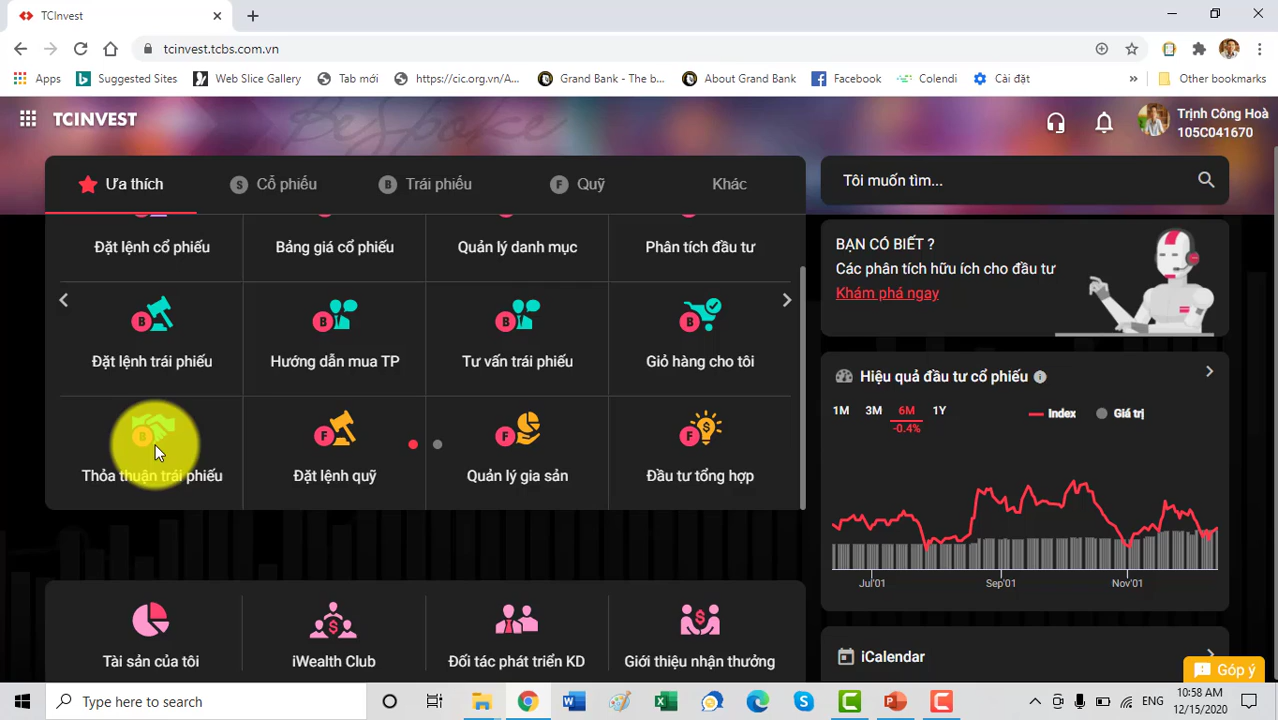 TCInvest
tcinvest.tcbs.com.vn
Apps
Suggested Sites
Web Slice Gallery
Tab mới
https://cic.org.vn/A...
Grand Bank - The b...
About Grand Bank
Facebook
Colendi
Cài đặt
»
Other bookmarks
TCINVEST
Trịnh Công Hoà
105C041670
Ưa thích
S Cổ phiếu
B Trái phiếu
F Quỹ
Khác
Tôi muốn tìm...
Đặt lệnh cổ phiếu
Bảng giá cổ phiếu
Quản lý danh mục
Phân tích đầu tư
BẠN CÓ BIẾT ?
Các phân tích hữu ích cho đầu tư
Khám phá ngay
B
B
B
B
Đặt lệnh trái phiếu
Hướng dẫn mua TP
Tư vấn trái phiếu
Giỏ hàng cho tôi
B
F
F
F
Thỏa thuận trái phiếu
Đặt lệnh quỹ
Quản lý gia sản
Đầu tư tổng hợp
Hiệu quả đầu tư cổ phiếu
1M 3M 6M 1Y
-0.4%
Index
Giá trị
Jul'01
Sep'01
Nov'01
Tài sản của tôi
iWealth Club
Đối tác phát triển KD
Giới thiệu nhận thưởng
iCalendar
Góp ý
Type here to search
ENG
10:58 AM
12/15/2020